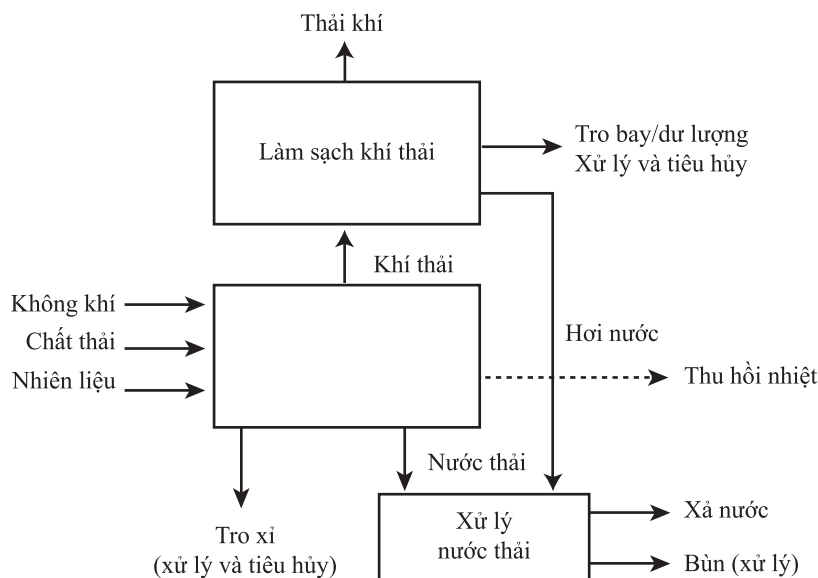 Thải khí
Làm sạch khí thải
Tro bay/dư lượng
Xử lý và tiêu hủy
Khí thải
Không khí
Chất thải
Nhiên liệu
Hơi nước
Thu hồi nhiệt
Nước thải
Tro xỉ
(xử lý và tiêu hủy)
Xử lý
nước thải
Xả nước
Bùn (xử lý)